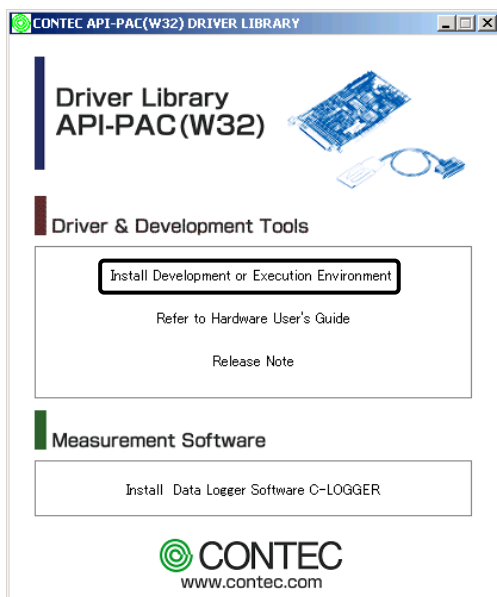 CONTEC API-PAC(W32) DRIVER LIBRARY
Driver Library
API-PAC(W32)
Driver & Development Tools
Install Development or Execution Environment
Refer to Hardware User's Guide
Release Note
Measurement Software
Install Data Logger Software C-LOGGER
CONTEC
www.contec.com